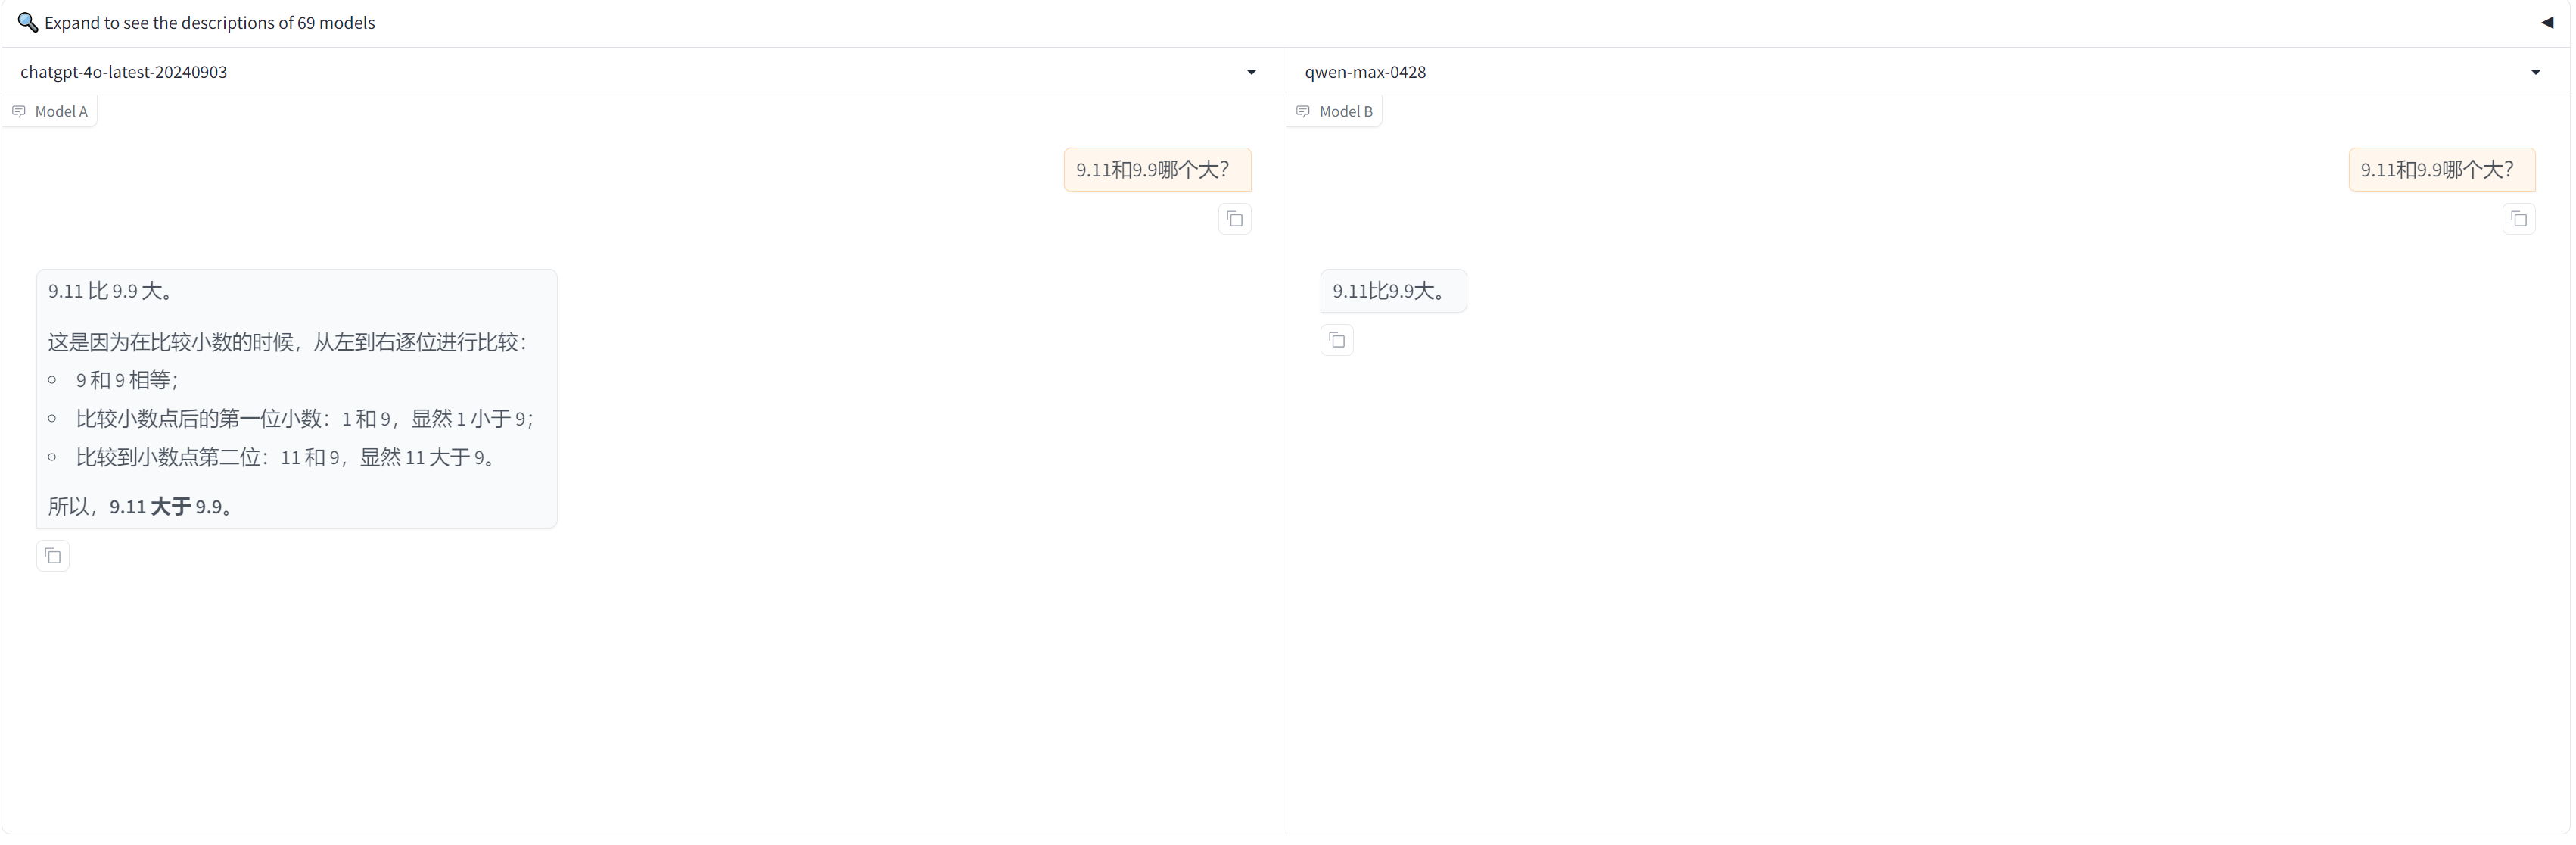 🔍 Expand to see the descriptions of 69 models
chatgpt-4o-latest-20240903
Model A
9.11和9.9哪个大？
9.11 比 9.9 大。
这是因为在比较小数的时候，从左到右逐位进行比较：
9 和 9 相等；
比较小数点后的第一位小数：1 和 9，显然 1 小于 9；
比较到小数点第二位：11 和 9，显然 11 大于 9。
所以，9.11 大于 9.9。
qwen-max-0428
Model B
9.11和9.9哪个大？
9.11比9.9大。